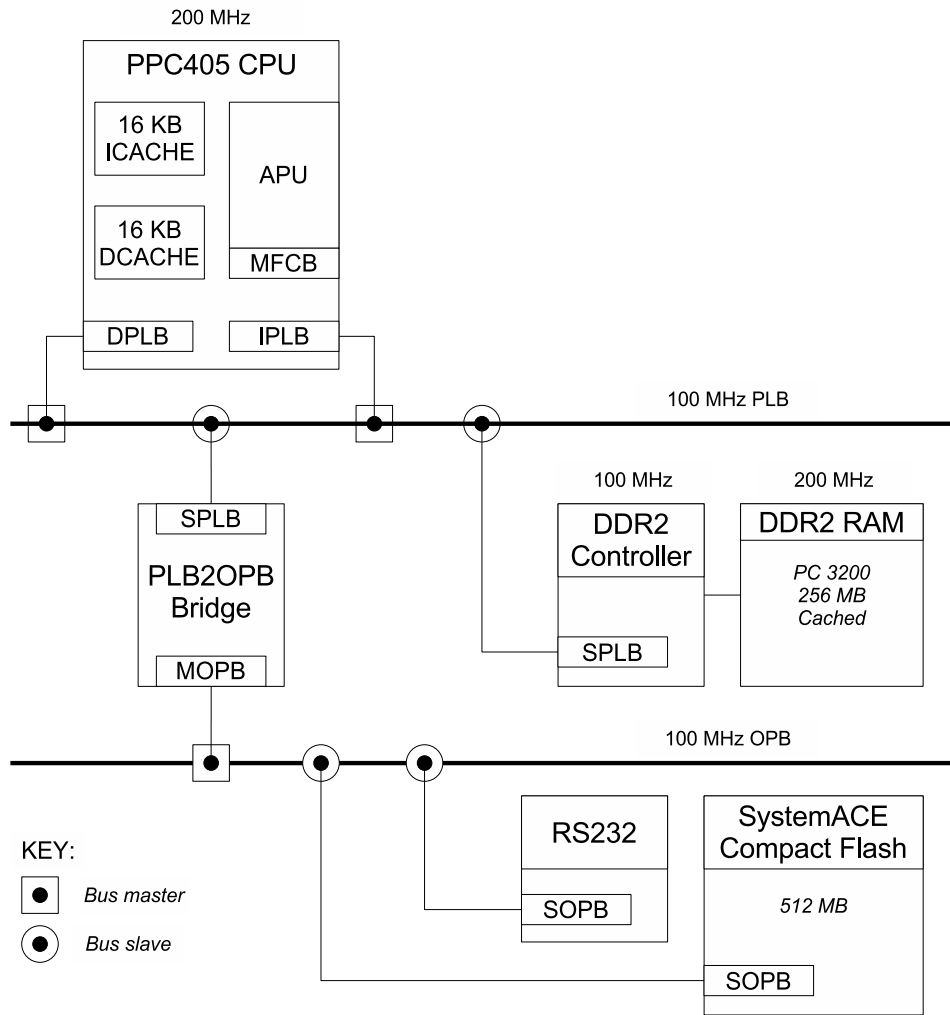 200 MHz
PPC405 CPU
16 KB
ICACHE
APU
16 KB
DCACHE
MFCB
DPLB
IPLB
100 MHz PLB
SPLB
PLB2OPB
Bridge
MOPB
100 MHz
DDR2
Controller
SPLB
200 MHz
DDR2 RAM
PC 3200
256 MB
Cached
100 MHz OPB
RS232
SOPB
SystemACE
Compact Flash
512 MB
SOPB
KEY:
Bus master
Bus slave